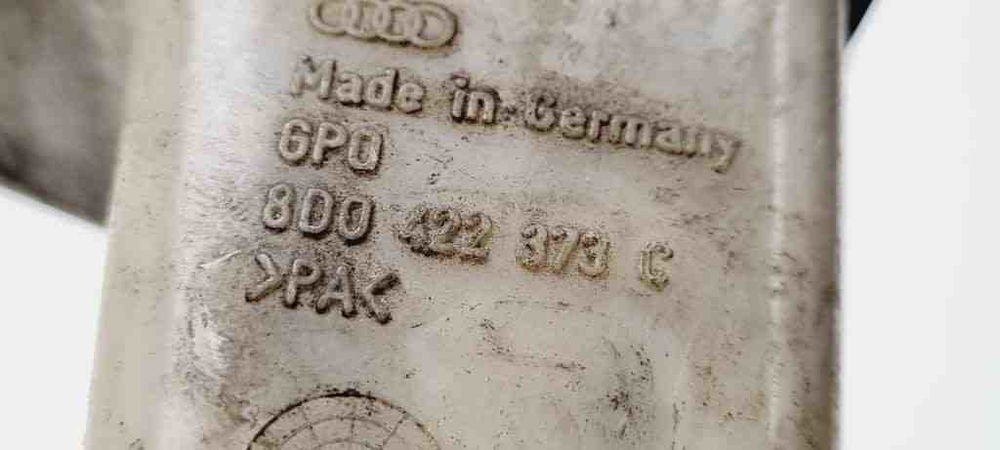 Made in Germany
GPO
8D0 422 373 C
>PA<